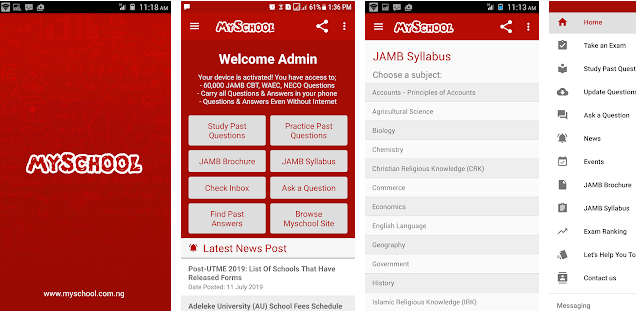 11:18 AM
MYSCHOOL
www.myschool.com.ng
61% 1:36 PM
MYSCHOOL
Welcome Admin
Your device is activated! You have access to;
- 60,000 JAMB CBT, WAEC, NECO Questions
- Carry all Questions & Answers in your phone
- Questions & Answers Even Without Internet
Study Past
Questions
Practice Past
Questions
JAMB Brochure
JAMB Syllabus
Check Inbox
Ask a Question
Find Past
Answers
Browse
Myschool Site
Latest News Post
Post-UTME 2019: List Of Schools That Have
Released Forms
Date Posted: 11 July 2019
Adeleke University (AU) School Fees Schedule
11:13 AM
MYSCHOOL
JAMB Syllabus
Choose a subject:
Accounts - Principles of Accounts
Agricultural Science
Biology
Chemistry
Christian Religious Knowledge (CRK)
Commerce
Economics
English Language
Geography
Government
History
Islamic Religious Knowledge (IRK)
Home
Take an Exam
Study Past Quest
Update Questions
Ask a Question
News
Events
JAMB Brochure
JAMB Syllabus
Exam Ranking
Let's Help You To
Contact us
Messaging